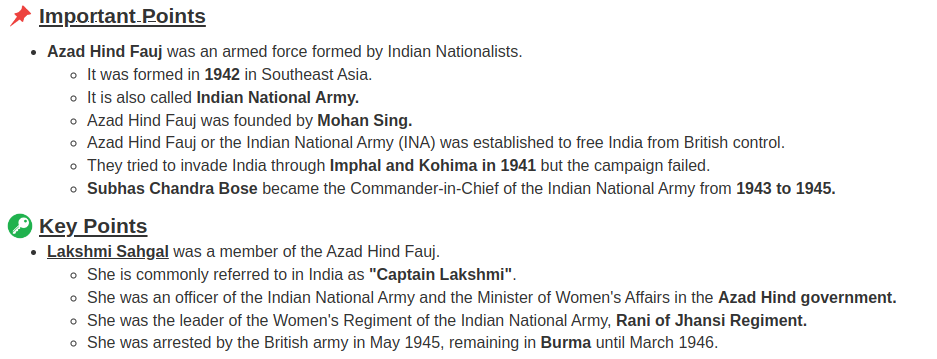 Important Points
Azad Hind Fauj was an armed force formed by Indian Nationalists.
It was formed in 1942 in Southeast Asia.
It is also called Indian National Army.
Azad Hind Fauj was founded by Mohan Sing.
Azad Hind Fauj or the Indian National Army (INA) was established to free India from British control.
They tried to invade India through Imphal and Kohima in 1941 but the campaign failed.
Subhas Chandra Bose became the Commander-in-Chief of the Indian National Army from 1943 to 1945.
Key Points
Lakshmi Sahgal was a member of the Azad Hind Fauj.
She is commonly referred to in India as "Captain Lakshmi".
She was an officer of the Indian National Army and the Minister of Women's Affairs in the Azad Hind government.
She was the leader of the Women's Regiment of the Indian National Army, Rani of Jhansi Regiment.
She was arrested by the British army in May 1945, remaining in Burma until March 1946.